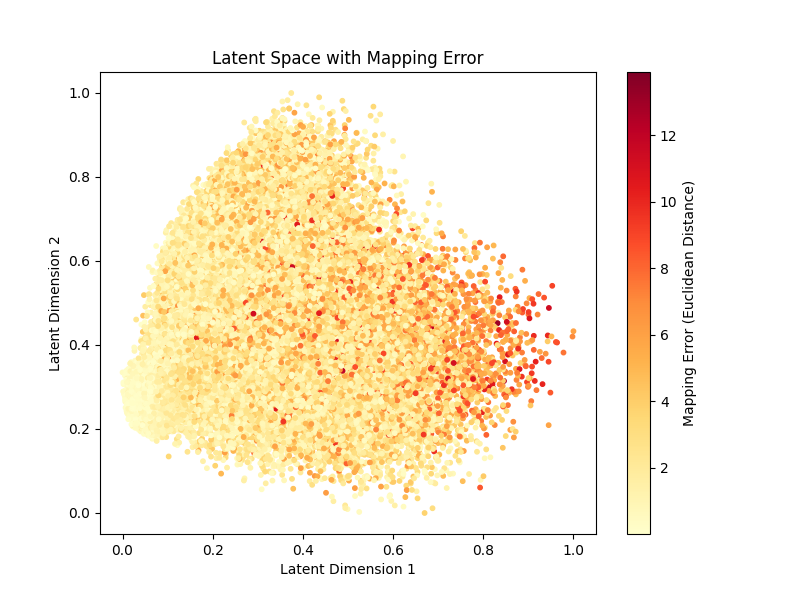 Latent Space with Mapping Error
1.0
0.8
0.6
0.4
0.2
0.0
Latent Dimension 2
0.0 0.2 0.4 0.6 0.8 1.0
Latent Dimension 1
12
10
8
6
4
2
Mapping Error (Euclidean Distance)